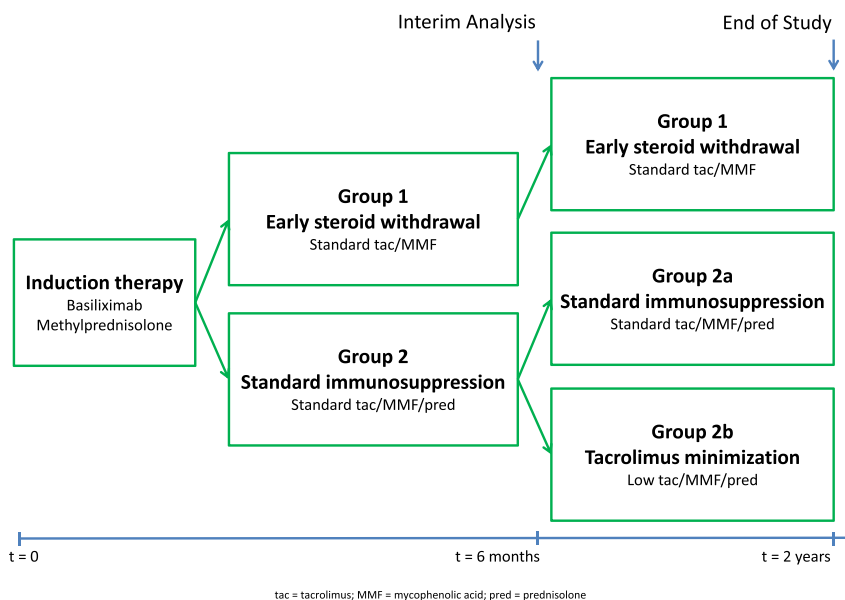 Interim Analysis
End of Study
Group 1
Early steroid withdrawal
Standard tac/MMF
Group 1
Early steroid withdrawal
Standard tac/MMF
Induction therapy
Basiliximab
Methylprednisolone
Group 2a
Standard immunosuppression
Standard tac/MMF/pred
Group 2
Standard immunosuppression
Standard tac/MMF/pred
Group 2b
Tacrolimus minimization
Low tac/MMF/pred
t = 0
t = 6 months
t = 2 years
tac = tacrolimus; MMF = mycophenolic acid; pred = prednisolone